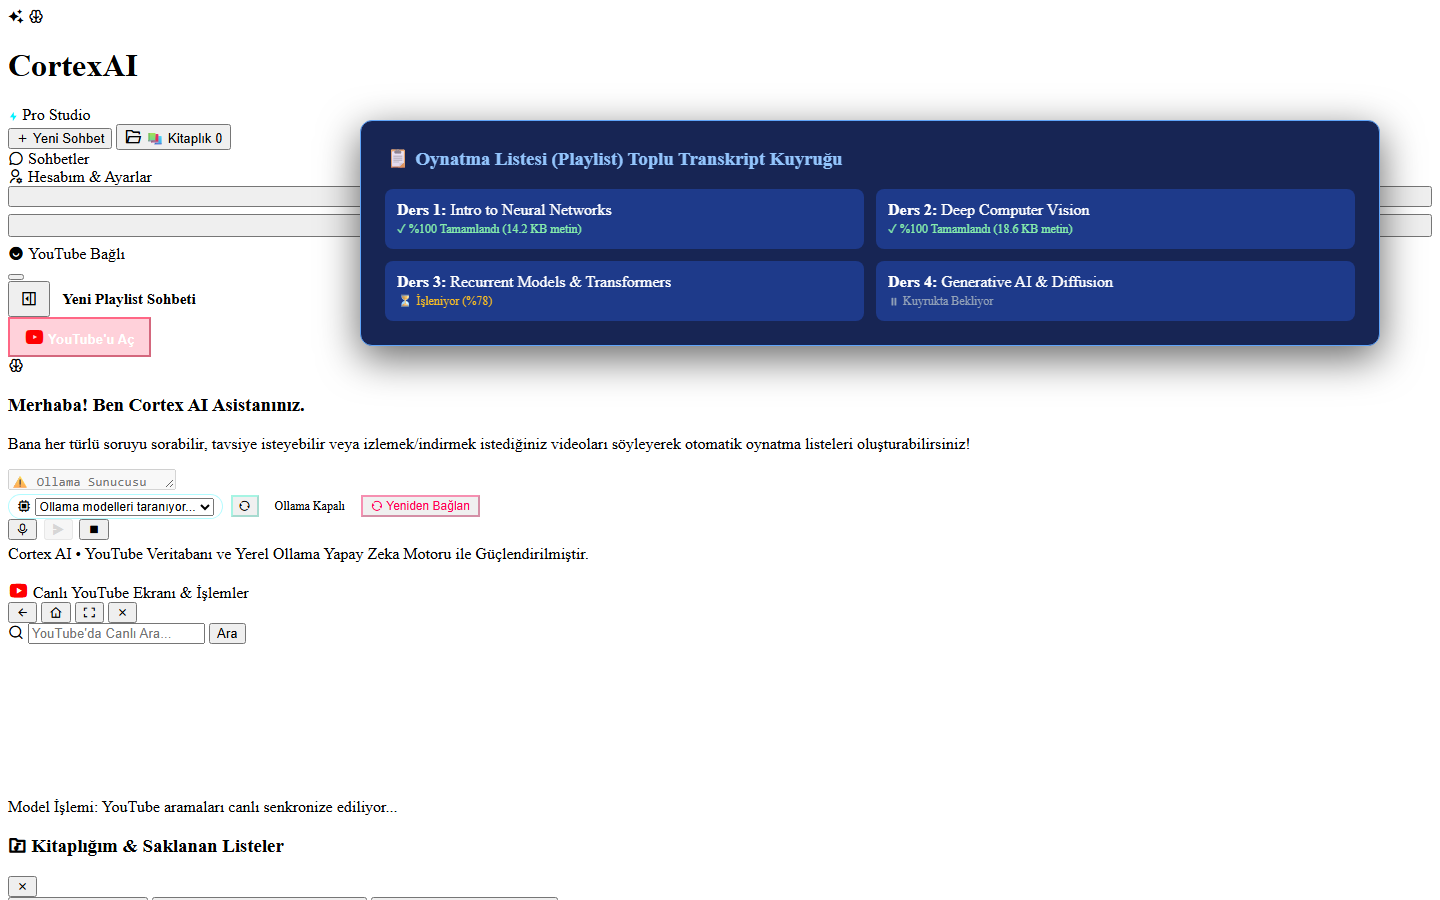 CortexAI
Pro Studio
+ Yeni Sohbet
Kitaplık 0
Sohbetler
Hesabım & Ayarlar
YouTube Bağlı
Yeni Playlist Sohbeti
YouTube'u Aç
Oynatma Listesi (Playlist) Toplu Transkript Kuyruğu
Ders 1: Intro to Neural Networks
✓ %100 Tamamlandı (14.2 KB metin)
Ders 2: Deep Computer Vision
✓ %100 Tamamlandı (18.6 KB metin)
Ders 3: Recurrent Models & Transformers
İşleniyor (%78)
Ders 4: Generative AI & Diffusion
Kuyrukta Bekliyor
Merhaba! Ben Cortex AI Asistanınız.
Bana her türlü soruyu sorabilir, tavsiye isteyebilir veya izlemek/indirmek istediğiniz videoları söyleyerek otomatik oynatma listeleri oluşturabilirsiniz!
Ollama Sunucusu
Ollama modelleri taranıyor...
Ollama Kapalı
Yeniden Bağlan
Cortex AI • YouTube Veritabanı ve Yerel Ollama Yapay Zeka Motoru ile Güçlendirilmiştir.
Canlı YouTube Ekranı & İşlemler
YouTube'da Canlı Ara...
Ara
Model İşlemi: YouTube aramaları canlı senkronize ediliyor...
Kitaplığım & Saklanan Listeler